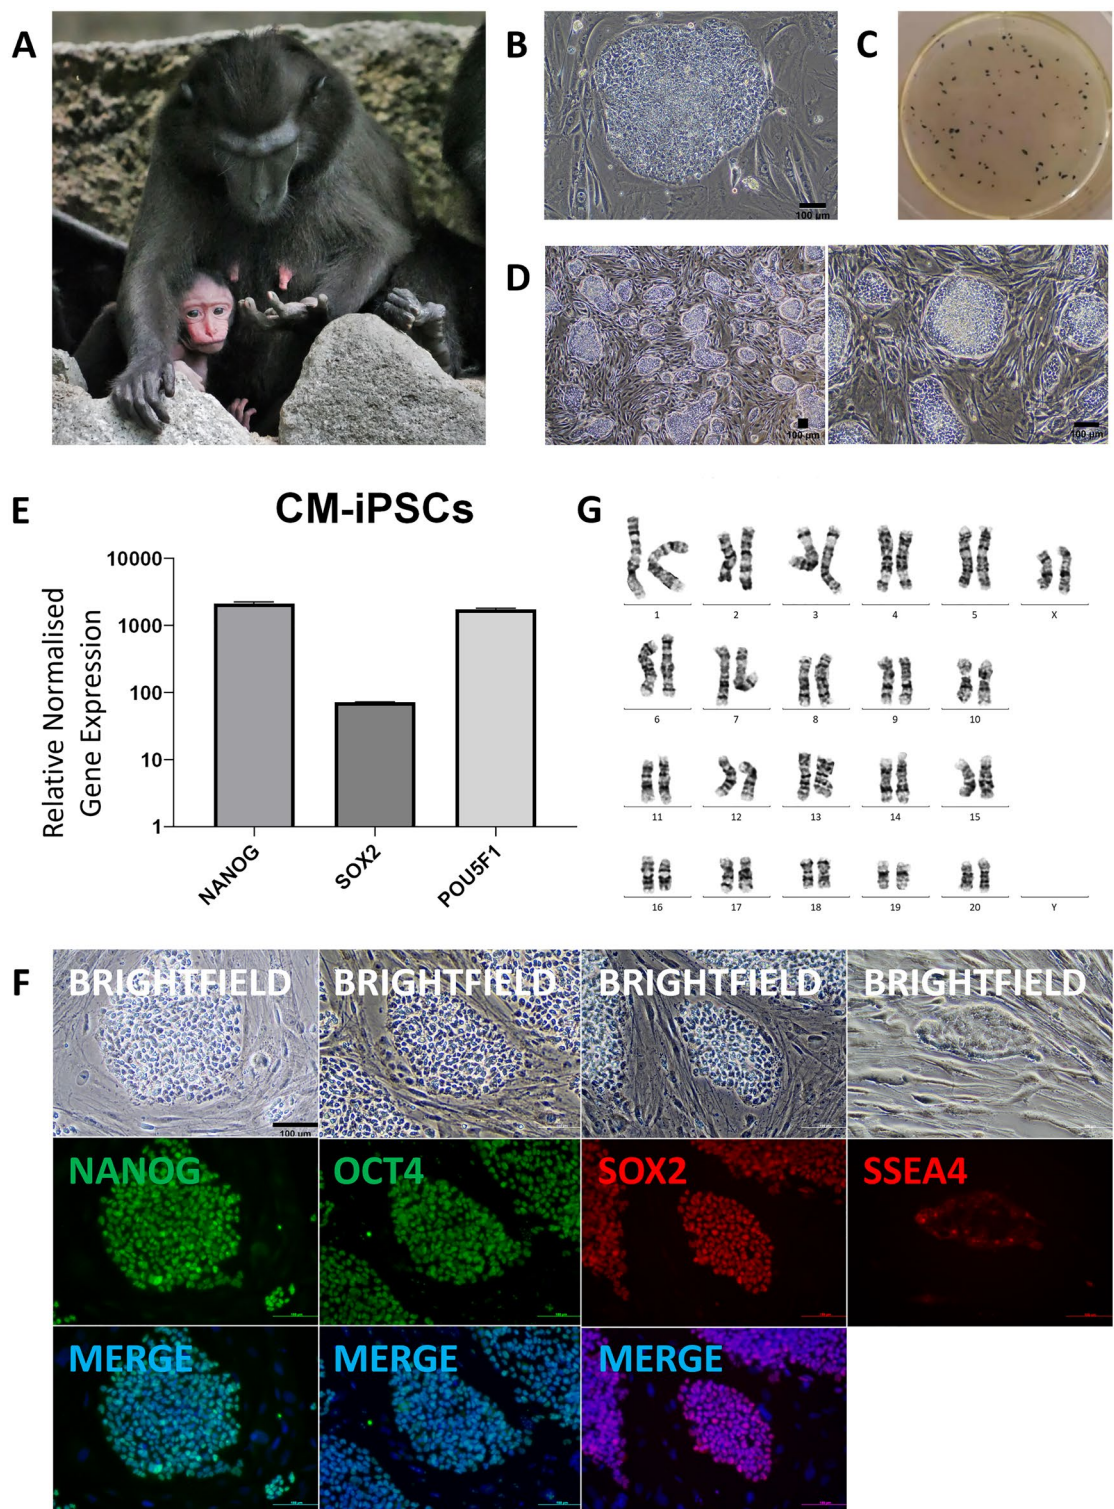 A
B
100 µm
C
D
100 µm
100 µm
E
CM-iPSCs
Relative Normalised
Gene Expression
10000
1000
100
10
1
NANOG
SOX2
POU5F1
G
1
2
3
4
5
X
6
7
8
9
10
11
12
13
14
15
16
17
18
19
20
Y
F
BRIGHTFIELD
BRIGHTFIELD
BRIGHTFIELD
BRIGHTFIELD
100 µm
NANOG
OCT4
SOX2
SSEA4
MERGE
MERGE
MERGE